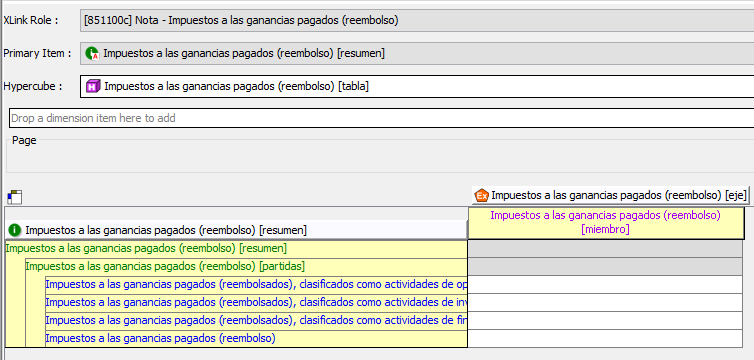 XLink Role : [851100c] Nota - Impuestos a las ganancias pagados (reembolso)
Primary Item : Impuestos a las ganancias pagados (reembolso) [resumen]
Hypercube : H Impuestos a las ganancias pagados (reembolso) [tabla]
Drop a dimension item here to add
Page
Ex Impuestos a las ganancias pagados (reembolso) [eje]
Impuestos a las ganancias pagados (reembolso) [resumen]
Impuestos a las ganancias pagados (reembolso)
[miembro]
Impuestos a las ganancias pagados (reembolso) [resumen]
Impuestos a las ganancias pagados (reembolso) [partidas]
Impuestos a las ganancias pagados (reembolsados), clasificados como actividades de op
Impuestos a las ganancias pagados (reembolsados), clasificados como actividades de inv
Impuestos a las ganancias pagados (reembolsados), clasificados como actividades de fin
Impuestos a las ganancias pagados (reembolso)